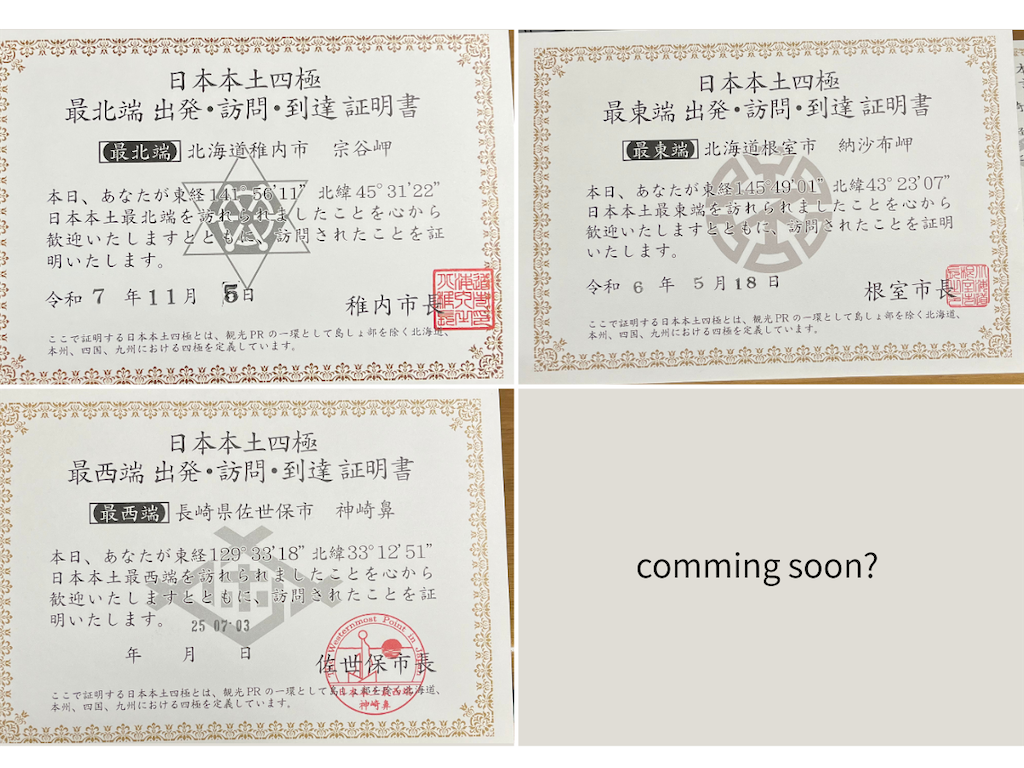 日本本土四極
最北端 出発・訪問・到達 証明書
最北端 北海道稚内市 宗谷岬
本日、あなたが東経141°56'11" 北緯45°31'22"
日本本土最北端を訪れられましたことを心から
歓迎いたしますとともに、訪問されたことを証
明いたします。
令和 7 年 11 月 5 日
稚内市長
ここで証明する日本本土四極とは、観光PRの一環として島しょ部を除く北海道、
本州、四国、九州における四極を定義しています。
日本本土四極
最東端 出発・訪問・到達 証明書
最東端 北海道根室市 納沙布岬
本日、あなたが東経145°49'01" 北緯43°23'07"
日本本土最東端を訪れられましたことを心から
歓迎いたしますとともに、訪問されたことを証明
いたします。
令和 6 年 5 月 18 日
根室市長
ここで証明する日本本土四極とは、観光PRの一環として島しょ部を除く北海道、
本州、四国、九州における四極を定義しています。
日本本土四極
最西端 出発・訪問・到達 証明書
最西端 長崎県佐世保市 神崎鼻
本日、あなたが東経129°33'18" 北緯33°12'51"
日本本土最西端を訪れられましたことを心から
歓迎いたしますとともに、訪問されたことを証
明いたします。
25 07.03
年 月 日
佐世保市長
Westernmost Point in Japan
日本本土最西端
神崎鼻
ここで証明する日本本土四極とは、観光PRの一環として島しょ部を除く北海道、
本州、四国、九州における四極を定義しています。
comming soon?